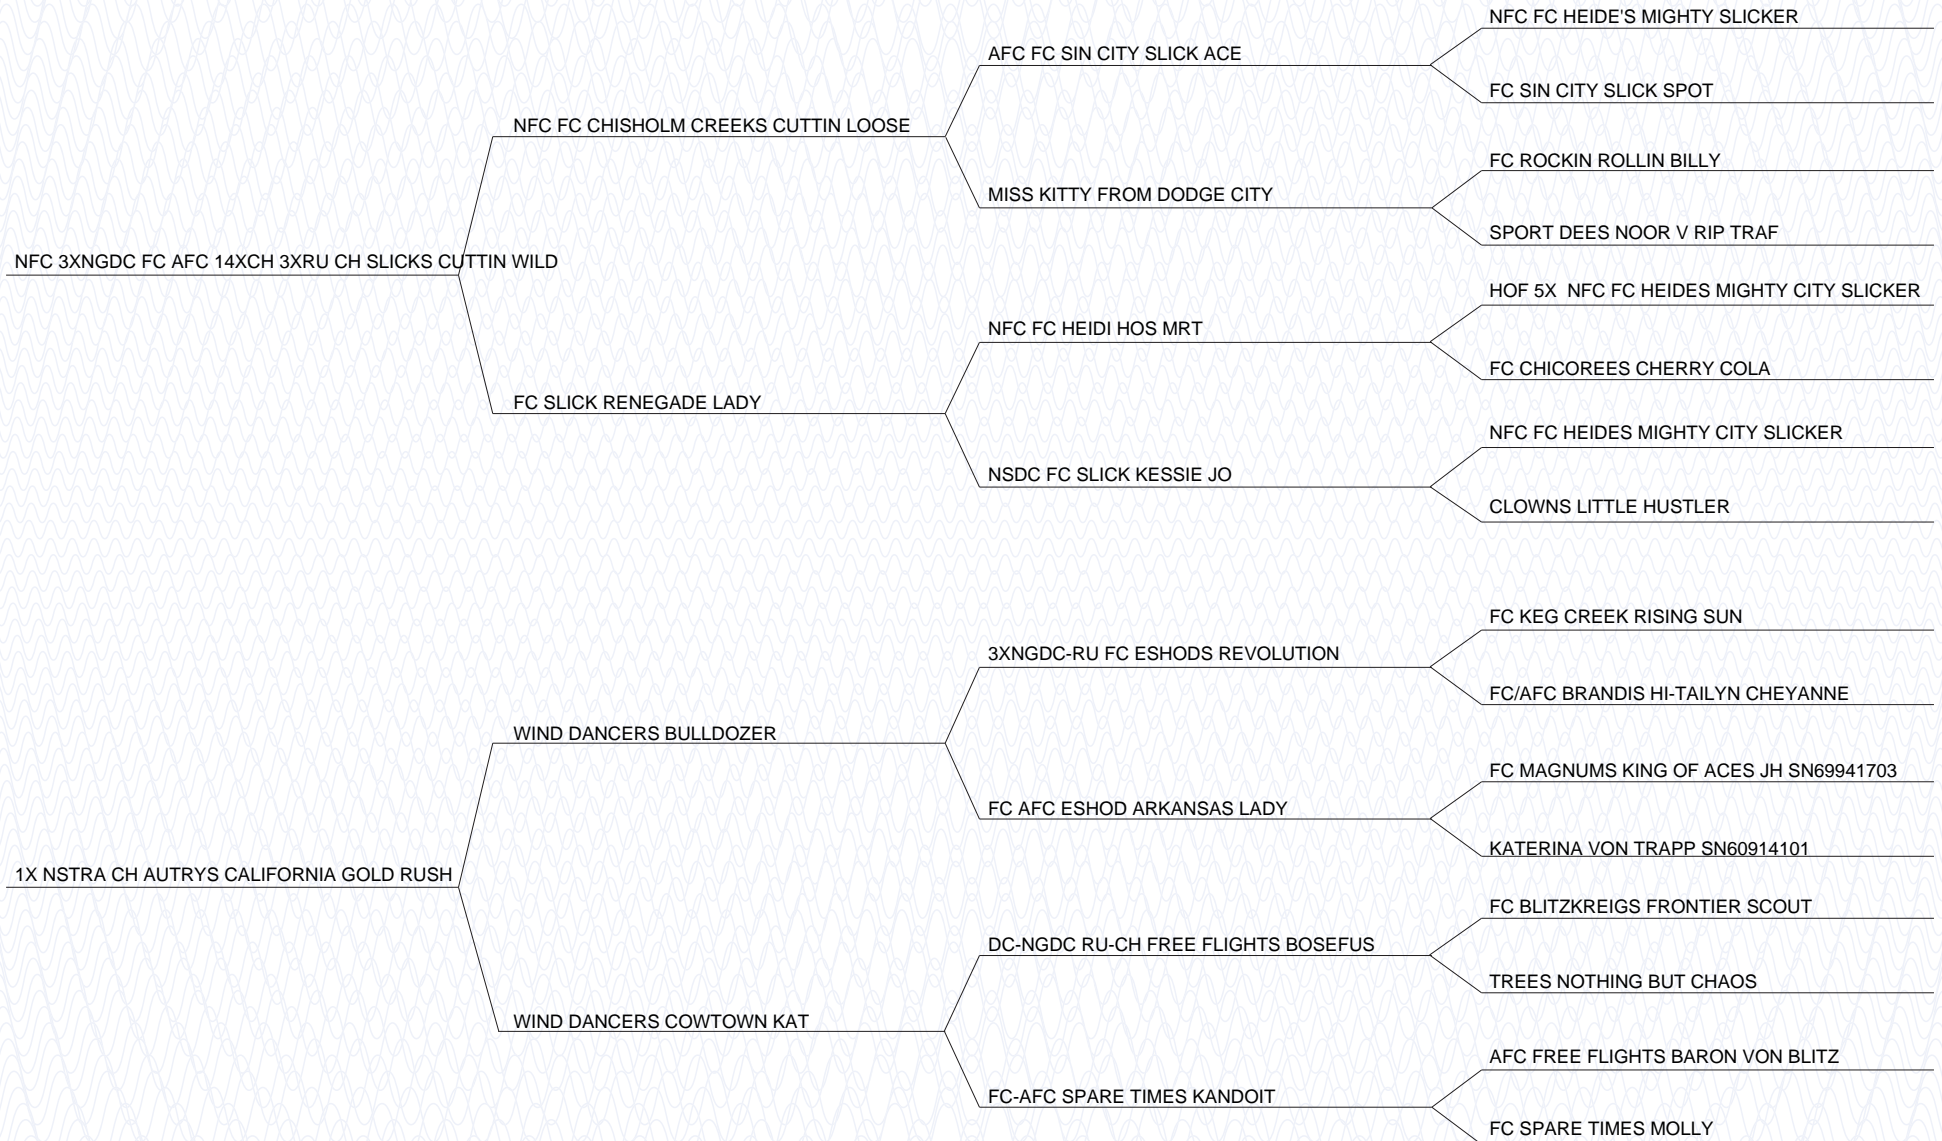 NFC FC HEIDE'S MIGHTY SLICKER
AFC FC SIN CITY SLICK ACE
FC SIN CITY SLICK SPOT
NFC FC CHISHOLM CREEKS CUTTIN LOOSE
FC ROCKIN ROLLIN BILLY
MISS KITTY FROM DODGE CITY
SPORT DEES NOOR V RIP TRAF
NFC 3XNGDC FC AFC 14XCH 3XRU CH SLICKS CUTTIN WILD
HOF 5X  NFC FC HEIDES MIGHTY CITY SLICKER
NFC FC HEIDI HOS MRT
FC CHICOREES CHERRY COLA
FC SLICK RENEGADE LADY
NFC FC HEIDES MIGHTY CITY SLICKER
NSDC FC SLICK KESSIE JO
CLOWNS LITTLE HUSTLER
FC KEG CREEK RISING SUN
3XNGDC-RU FC ESHODS REVOLUTION
FC/AFC BRANDIS HI-TAILYN CHEYANNE
WIND DANCERS BULLDOZER
FC MAGNUMS KING OF ACES JH SN69941703
FC AFC ESHOD ARKANSAS LADY
KATERINA VON TRAPP SN60914101
1X NSTRA CH AUTRYS CALIFORNIA GOLD RUSH
FC BLITZKREIGS FRONTIER SCOUT
DC-NGDC RU-CH FREE FLIGHTS BOSEFUS
TREES NOTHING BUT CHAOS
WIND DANCERS COWTOWN KAT
AFC FREE FLIGHTS BARON VON BLITZ
FC-AFC SPARE TIMES KANDOIT
FC SPARE TIMES MOLLY